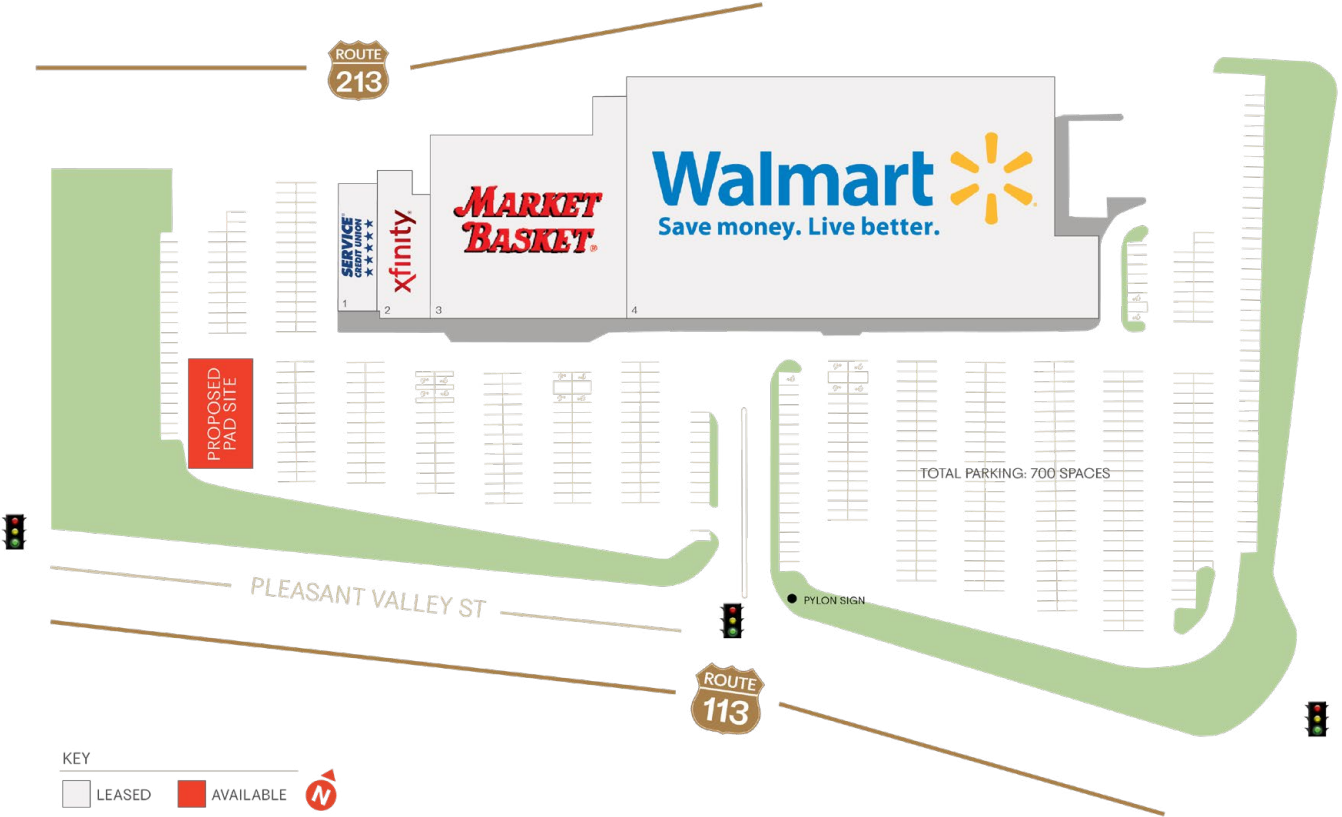 ROUTE
213
Walmart
Save money. Live better.
MARKET
BASKET®
SERVICE®
CREDIT UNION
xfinity®
1
2
3
4
PROPOSED
PAD SITE
TOTAL PARKING: 700 SPACES
PLEASANT VALLEY ST
PYLON SIGN
ROUTE
113
KEY
LEASED
AVAILABLE
N